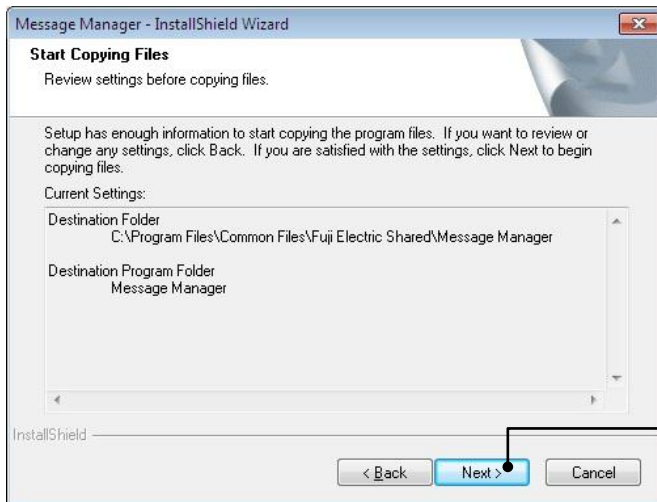 Message Manager - InstallShield Wizard
Start Copying Files
Review settings before copying files.
Setup has enough information to start copying the program files. If you want to review or
change any settings, click Back. If you are satisfied with the settings, click Next to begin
copying files.
Current Settings:
Destination Folder
C:\Program Files\Common Files\Fuji Electric Shared\Message Manager
Destination Program Folder
Message Manager
InstallShield
< Back Next > Cancel